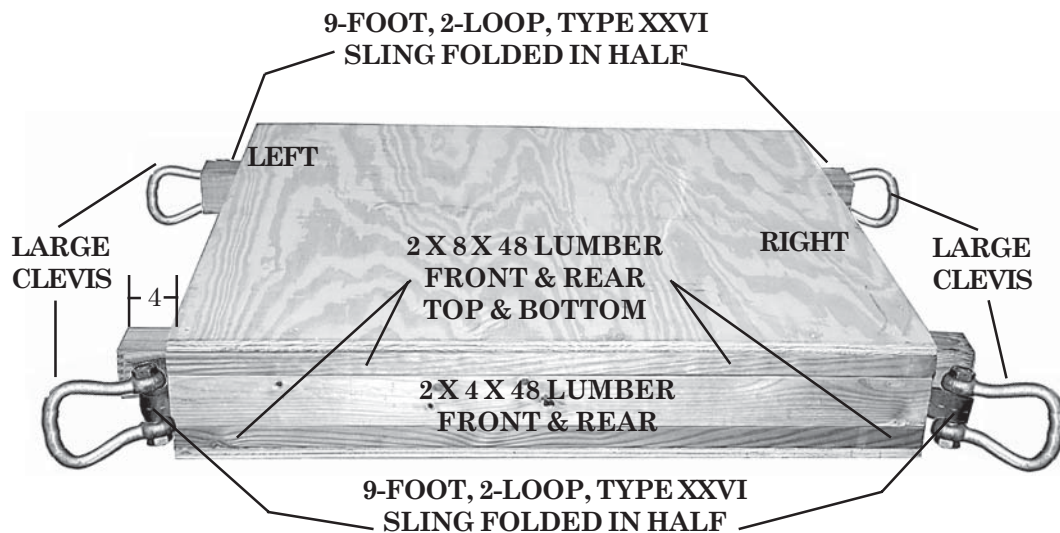 9-FOOT, 2-LOOP, TYPE XXVI
SLING FOLDED IN HALF
LEFT
RIGHT
LARGE
CLEVIS
2 X 8 X 48 LUMBER
FRONT & REAR
TOP & BOTTOM
LARGE
CLEVIS
4
2 X 4 X 48 LUMBER
FRONT & REAR
9-FOOT, 2-LOOP, TYPE XXVI
SLING FOLDED IN HALF